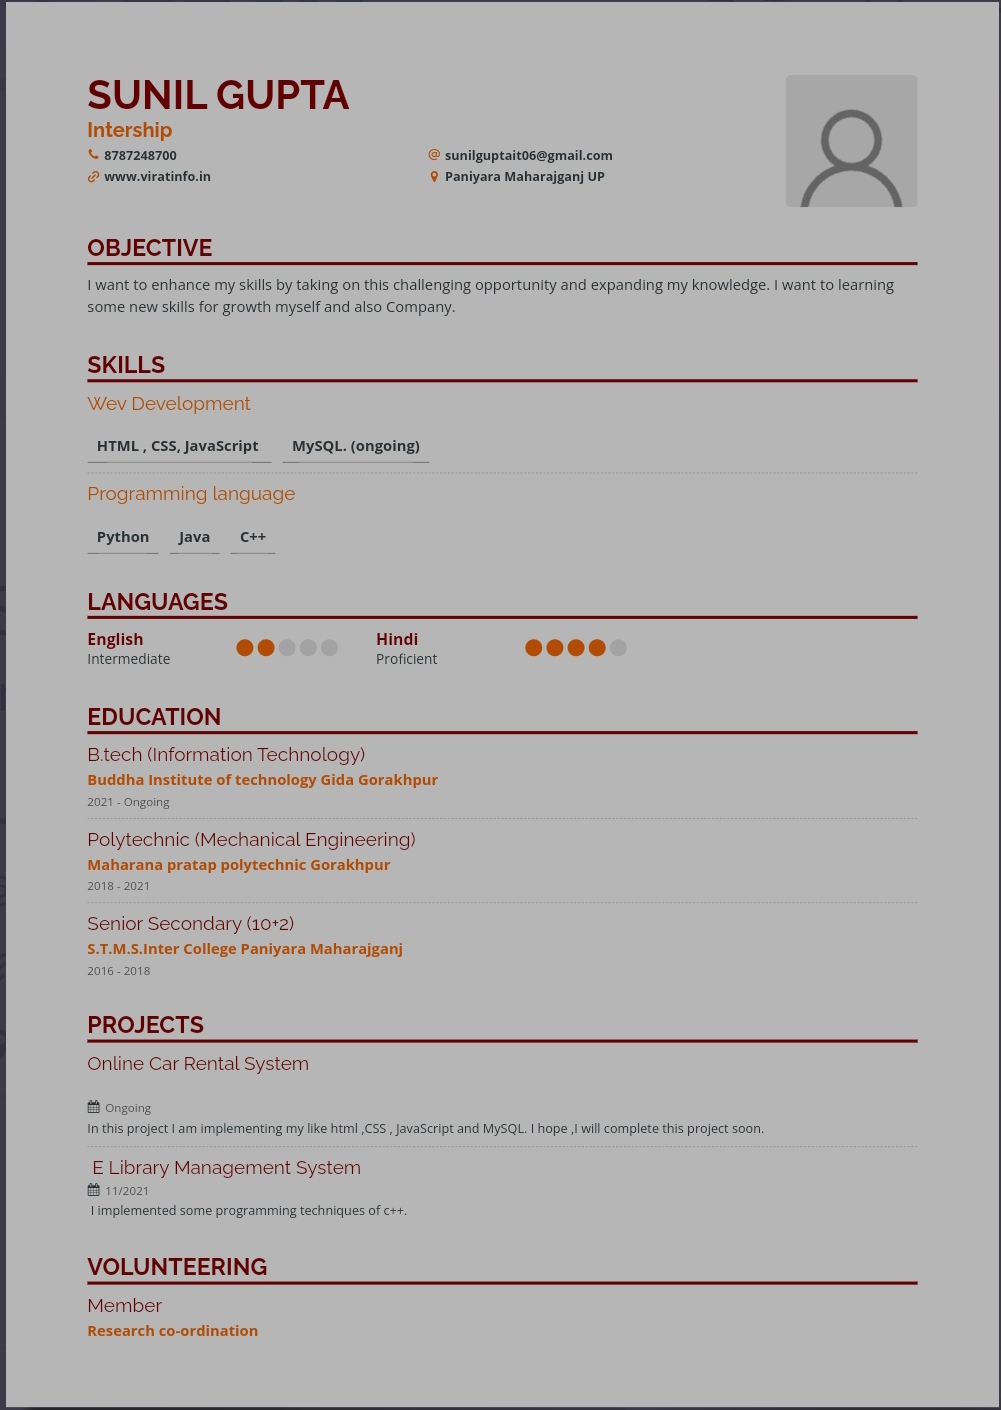 SUNIL GUPTA
Intership
8787248700
@ sunilguptait06@gmail.com
www.viratinfo.in
Paniyara Maharajganj UP
OBJECTIVE
I want to enhance my skills by taking on this challenging opportunity and expanding my knowledge. I want to learning
some new skills for growth myself and also Company.
SKILLS
Wev Development
HTML , CSS, JavaScript MySQL. (ongoing)
Programming language
Python Java C++
LANGUAGES
English
Intermediate
Hindi
Proficient
EDUCATION
B.tech (Information Technology)
Buddha Institute of technology Gida Gorakhpur
2021 - Ongoing
Polytechnic (Mechanical Engineering)
Maharana pratap polytechnic Gorakhpur
2018 - 2021
Senior Secondary (10+2)
S.T.M.S.Inter College Paniyara Maharajganj
2016 - 2018
PROJECTS
Online Car Rental System
Ongoing
In this project I am implementing my like html ,CSS , JavaScript and MySQL. I hope ,I will complete this project soon.
E Library Management System
11/2021
I implemented some programming techniques of c++.
VOLUNTEERING
Member
Research co-ordination